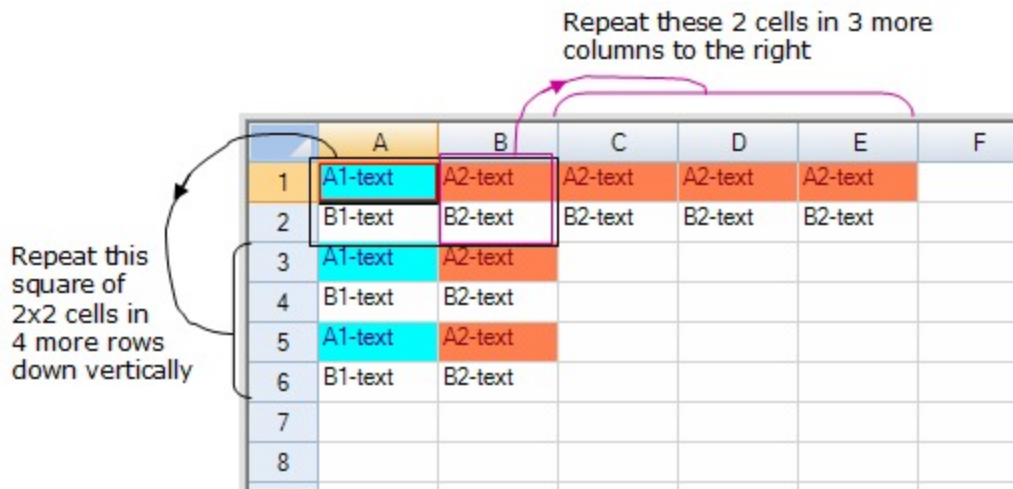 Repeat these 2 cells in 3 more
columns to the right
A B C D E F
1 A1-text A2-text A2-text A2-text A2-text
2 B1-text B2-text B2-text B2-text B2-text
3 A1-text A2-text
4 B1-text B2-text
5 A1-text A2-text
6 B1-text B2-text
7
8
Repeat this
square of
2x2 cells in
4 more rows
down vertically